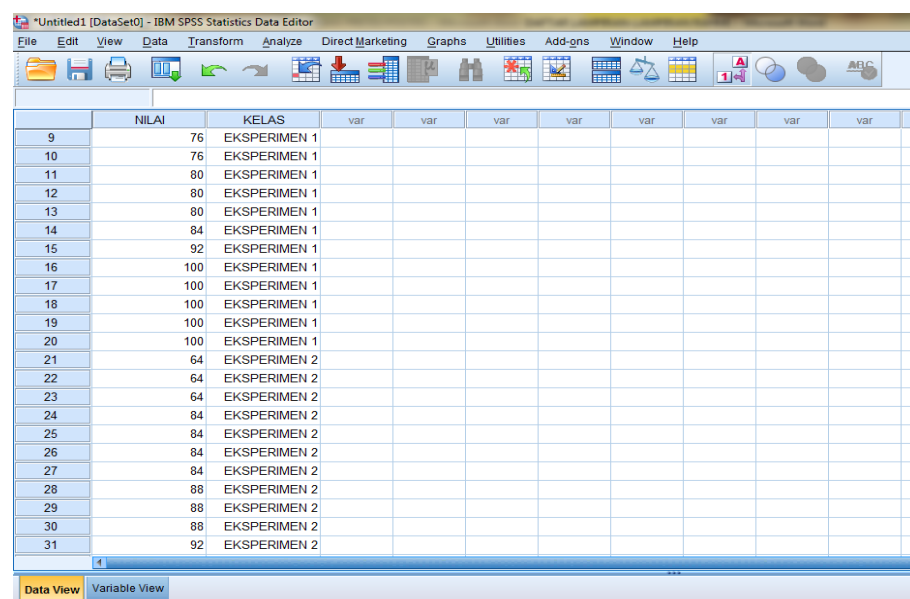 *Untitled1 [DataSet0] - IBM SPSS Statistics Data Editor
File Edit View Data Transform Analyze Direct Marketing Graphs Utilities Add-ons Window Help
NILAI KELAS var var var var var var var var
9 76 EKSPERIMEN 1
10 76 EKSPERIMEN 1
11 80 EKSPERIMEN 1
12 80 EKSPERIMEN 1
13 80 EKSPERIMEN 1
14 84 EKSPERIMEN 1
15 92 EKSPERIMEN 1
16 100 EKSPERIMEN 1
17 100 EKSPERIMEN 1
18 100 EKSPERIMEN 1
19 100 EKSPERIMEN 1
20 100 EKSPERIMEN 1
21 64 EKSPERIMEN 2
22 64 EKSPERIMEN 2
23 64 EKSPERIMEN 2
24 84 EKSPERIMEN 2
25 84 EKSPERIMEN 2
26 84 EKSPERIMEN 2
27 84 EKSPERIMEN 2
28 88 EKSPERIMEN 2
29 88 EKSPERIMEN 2
30 88 EKSPERIMEN 2
31 92 EKSPERIMEN 2
Data View Variable View